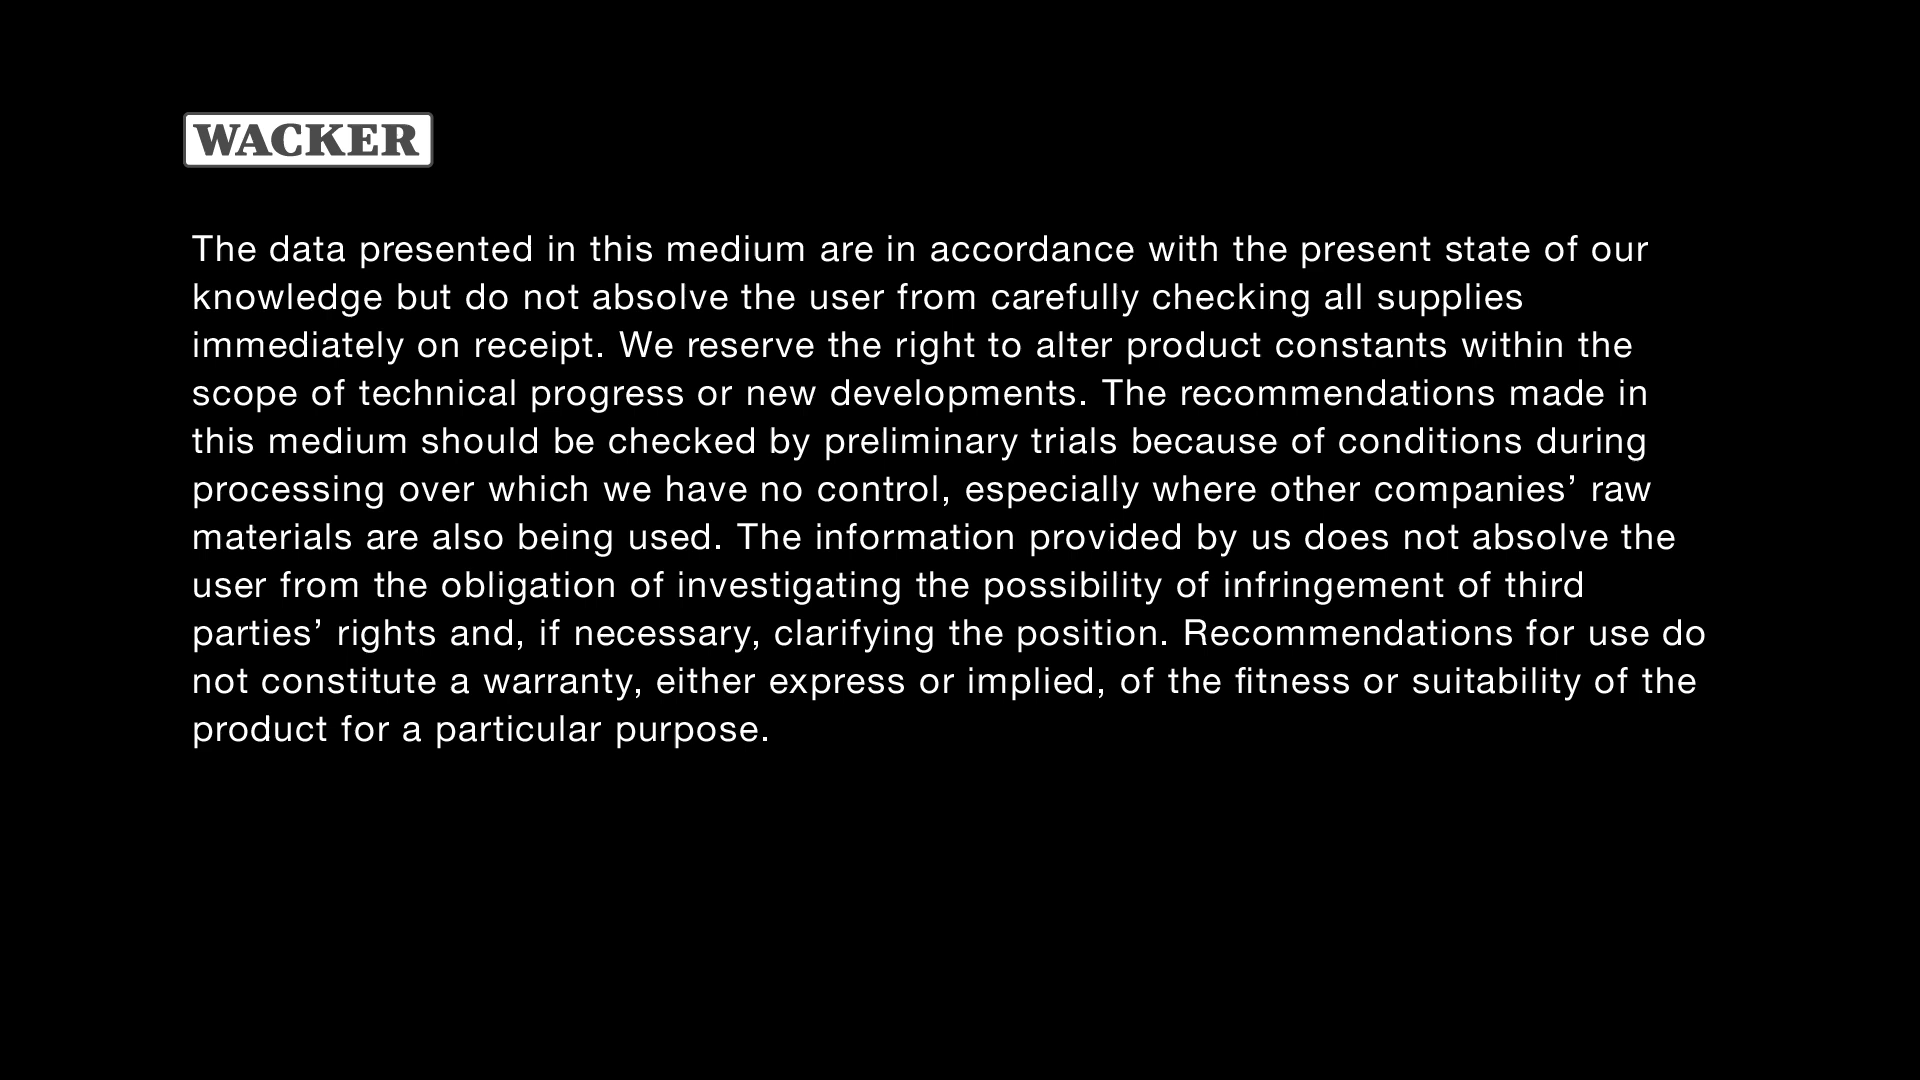 WACKER
The data presented in this medium are in accordance with the present state of our
knowledge but do not absolve the user from carefully checking all supplies
immediately on receipt. We reserve the right to alter product constants within the
scope of technical progress or new developments. The recommendations made in
this medium should be checked by preliminary trials because of conditions during
processing over which we have no control, especially where other companies’ raw
materials are also being used. The information provided by us does not absolve the
user from the obligation of investigating the possibility of infringement of third
parties’ rights and, if necessary, clarifying the position. Recommendations for use do
not constitute a warranty, either express or implied, of the fitness or suitability of the
product for a particular purpose.